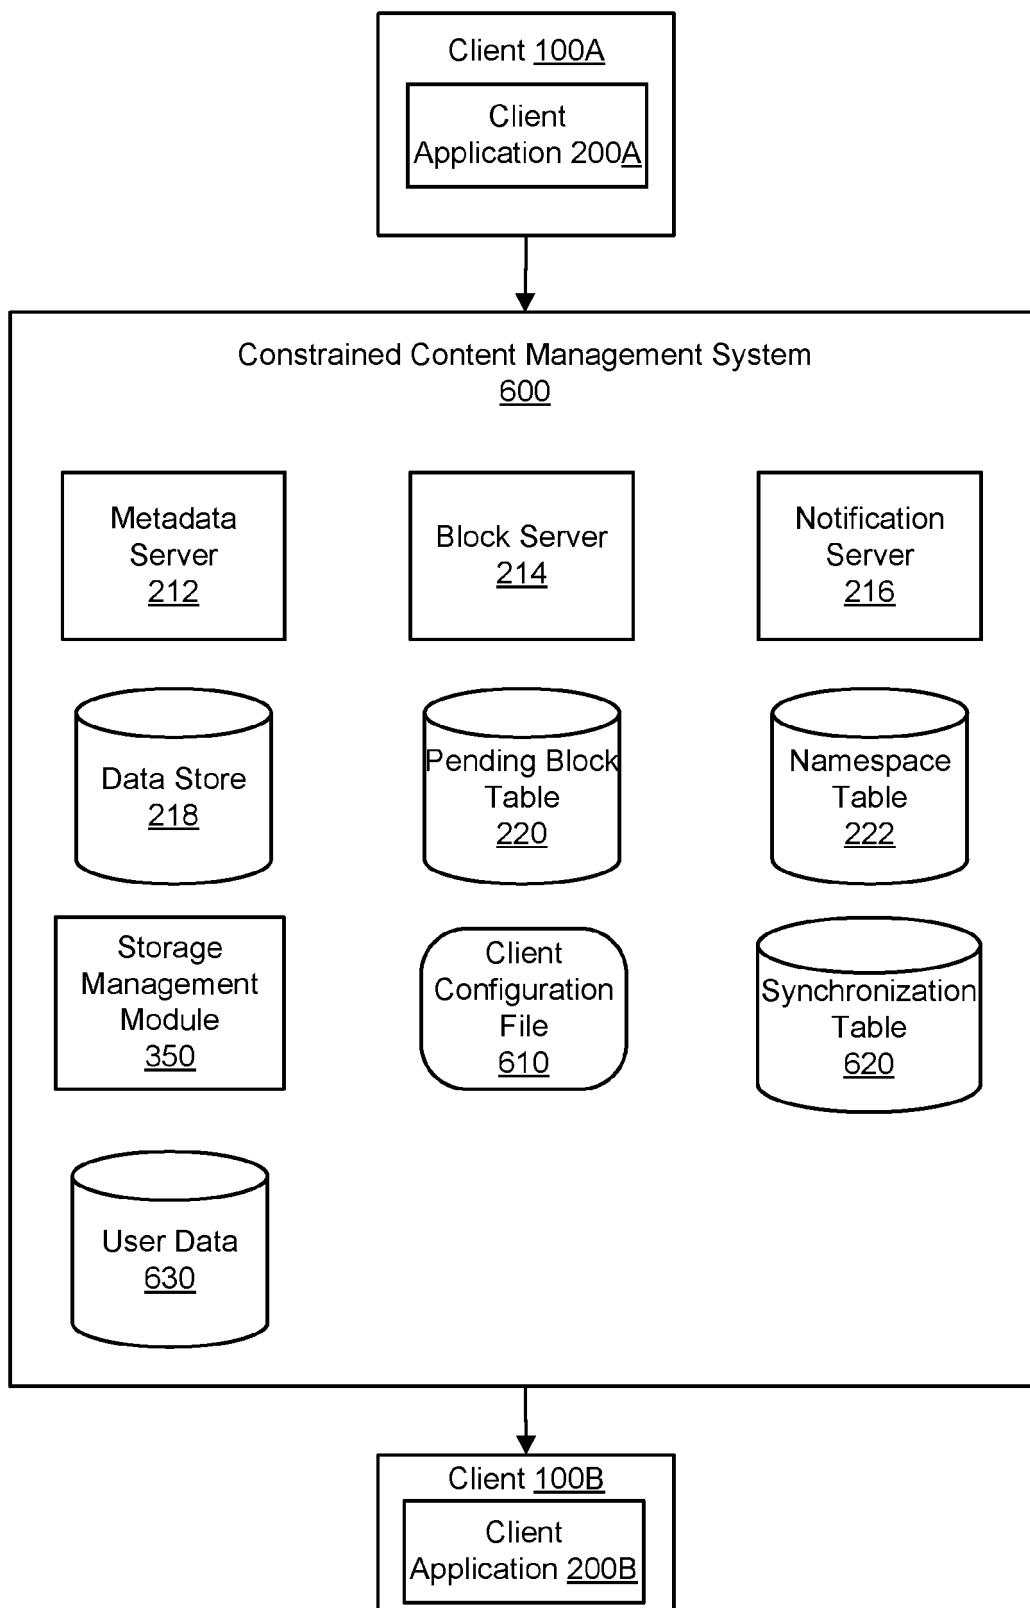 Client 100A
Client
Application 200A
Constrained Content Management System
600
Metadata
Server
212
Block Server
214
Notification
Server
216
Data Store
218
Pending Block
Table
220
Namespace
Table
222
Storage
Management
Module
350
Client
Configuration
File
610
Synchronization
Table
620
User Data
630
Client 100B
Client
Application 200B